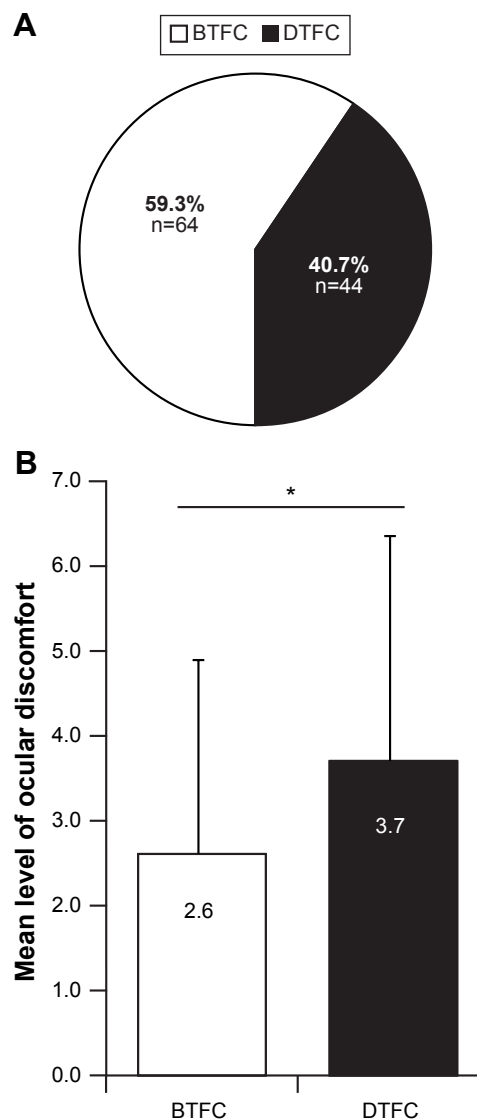 A
BTFC DTFC
59.3%
n=64
40.7%
n=44
B
Mean level of ocular discomfort
7.0
6.0
5.0
4.0
3.0
2.0
1.0
0.0
*
2.6
3.7
BTFC
DTFC